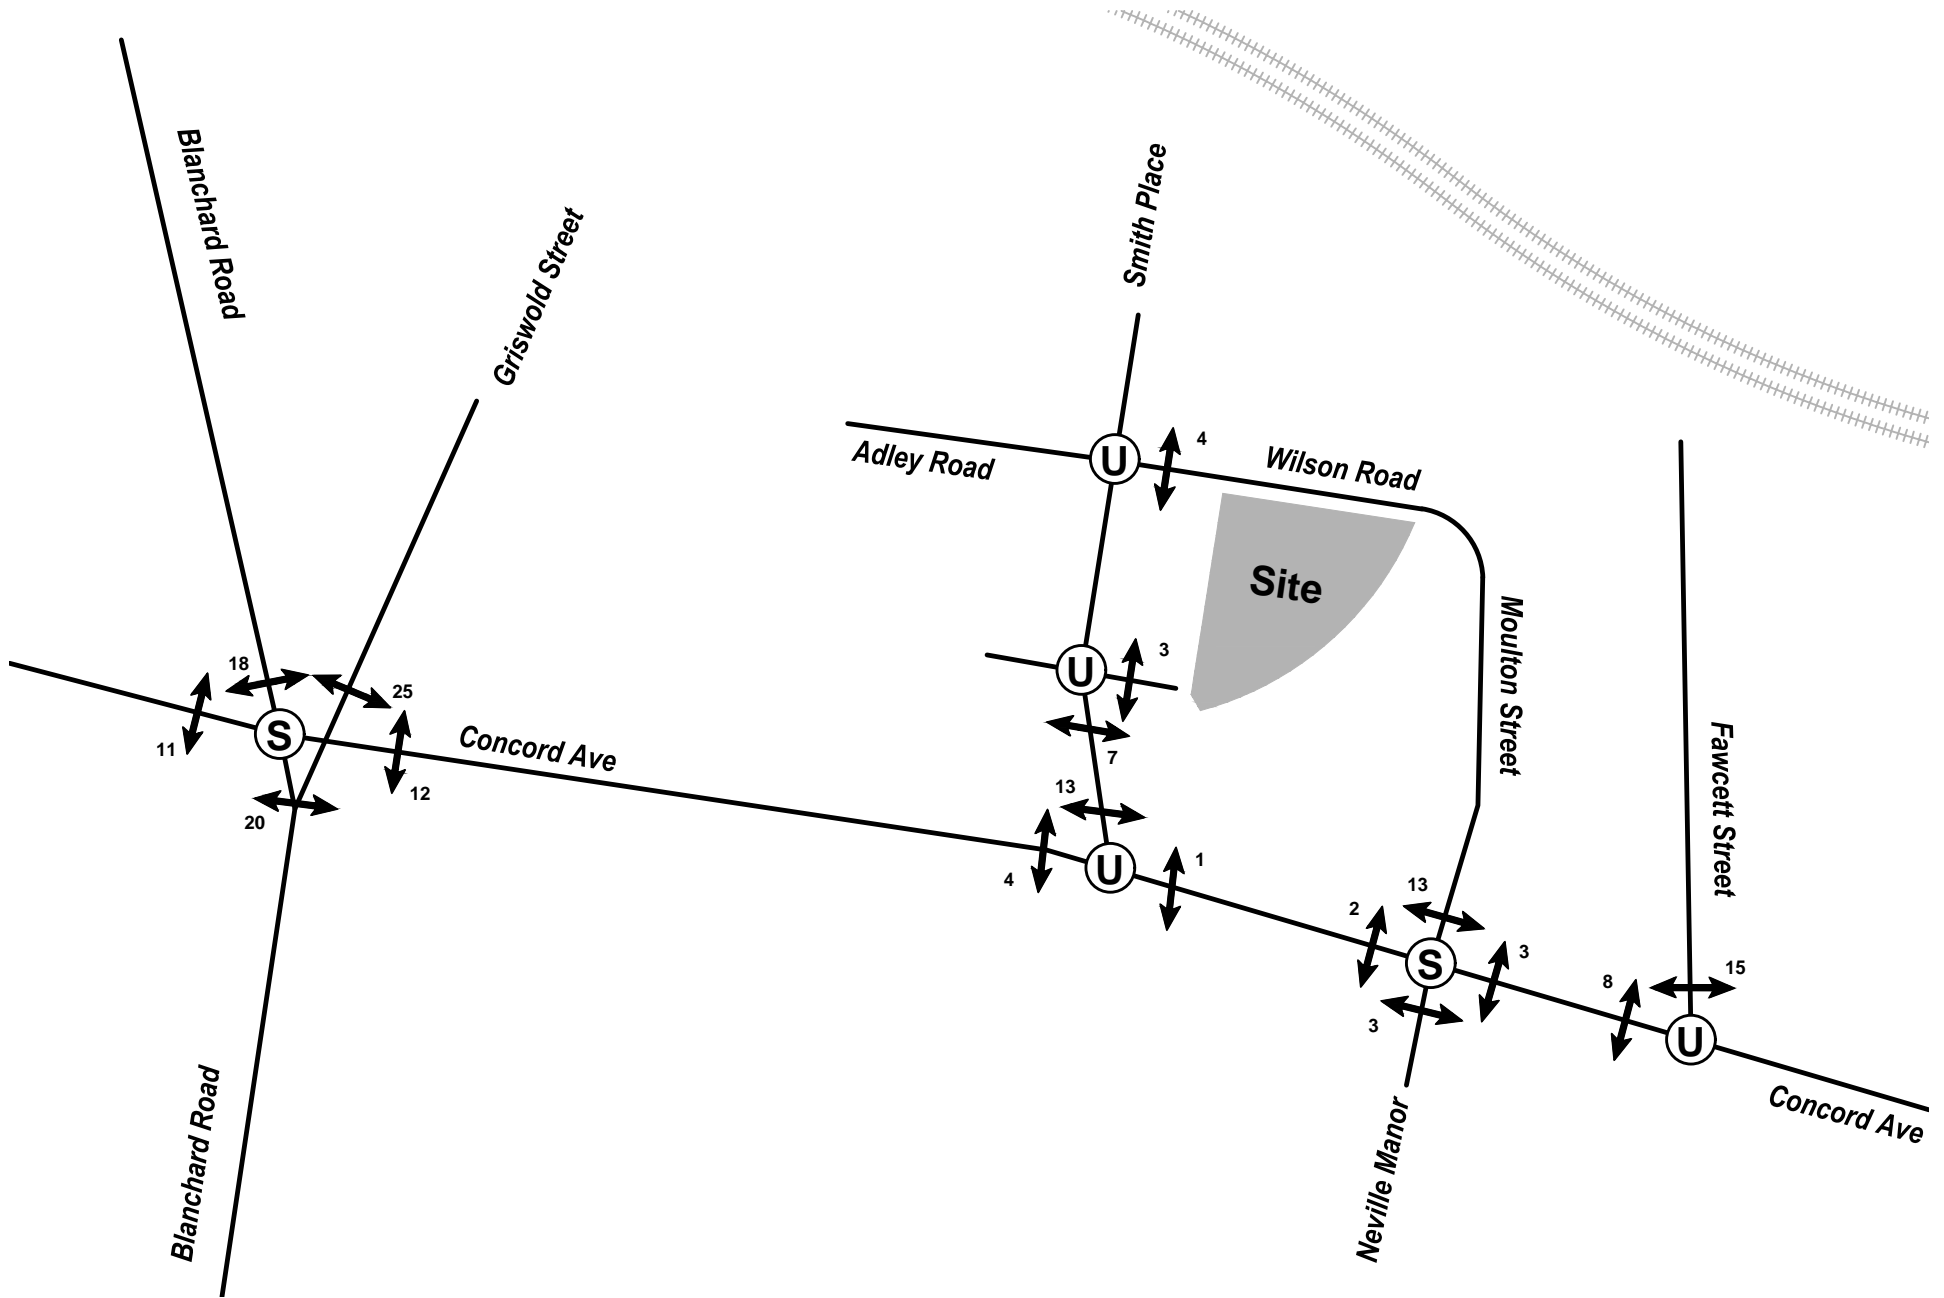 Blanchard Road
Griswold Street
Smith Place
4
Adley Road
Wilson Road
U
Site
Moulton Street
3
U
18
25
11
S
Concord Ave
12
20
7
13
4
U
1
Fawcett Street
2
13
S
3
3
8
15
U
Concord Ave
Blanchard Road
Neville Manor